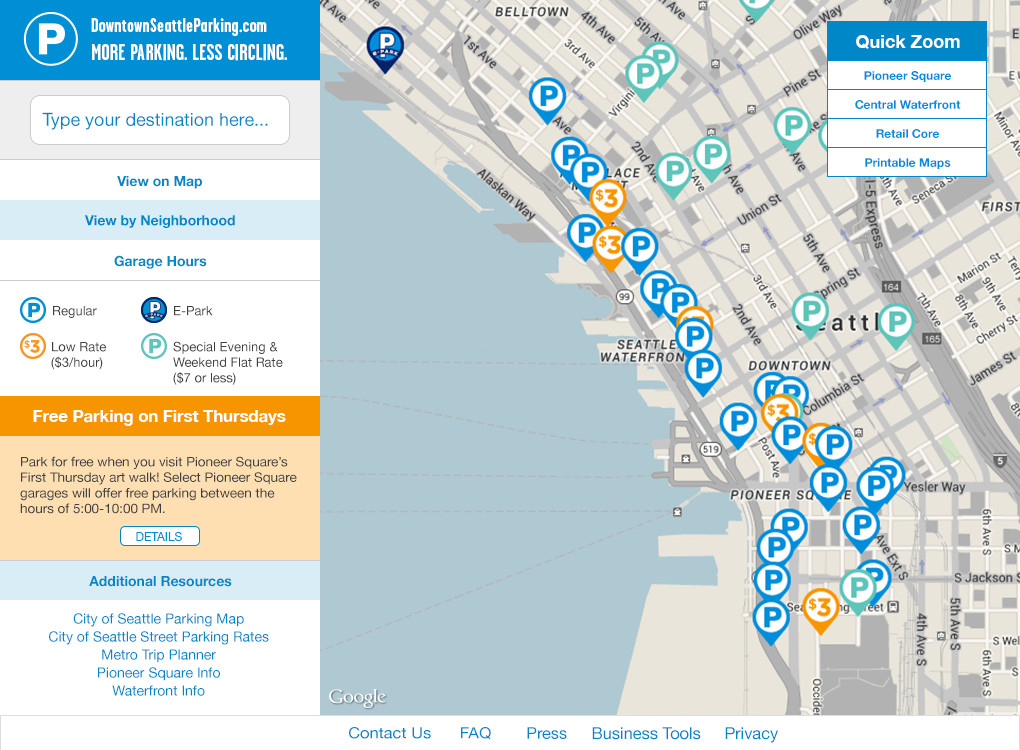 P
DowntownSeattleParking.com
MORE PARKING. LESS CIRCLING.
Type your destination here...
View on Map
View by Neighborhood
Garage Hours
P Regular
P E-PARK E-Park
$3 Low Rate
($3/hour)
P Special Evening &
Weekend Flat Rate
($7 or less)
Free Parking on First Thursdays
Park for free when you visit Pioneer Square's
First Thursday art walk! Select Pioneer Square
garages will offer free parking between the
hours of 5:00-10:00 PM.
DETAILS
Additional Resources
City of Seattle Parking Map
City of Seattle Street Parking Rates
Metro Trip Planner
Pioneer Square Info
Waterfront Info
Quick Zoom
Pioneer Square
Central Waterfront
Retail Core
Printable Maps
BELLTOWN
4th Ave
5th Ave
Olive Way
1st Ave
3rd Ave
Pine St
Virginia
2nd Ave
Alaskan Way
Union St
Seneca St
I-5 Express
FIRST
5th Ave
Spring St
Marion St
3rd Ave
2nd Ave
99
164
165
7th Ave
8th Ave
9th Ave
Cherry St
James St
Seattl
SEATTLE
WATERFRON
DOWNTOWN
Columbia St
Post Ave
519
5
PIONEER SQ
Yesler Way
Ave Ext S
6th Ave S
S Jackson S
5th Ave S
4th Ave S
6th Ave S
S Wel
Occider
Google
Contact Us
FAQ
Press
Business Tools
Privacy